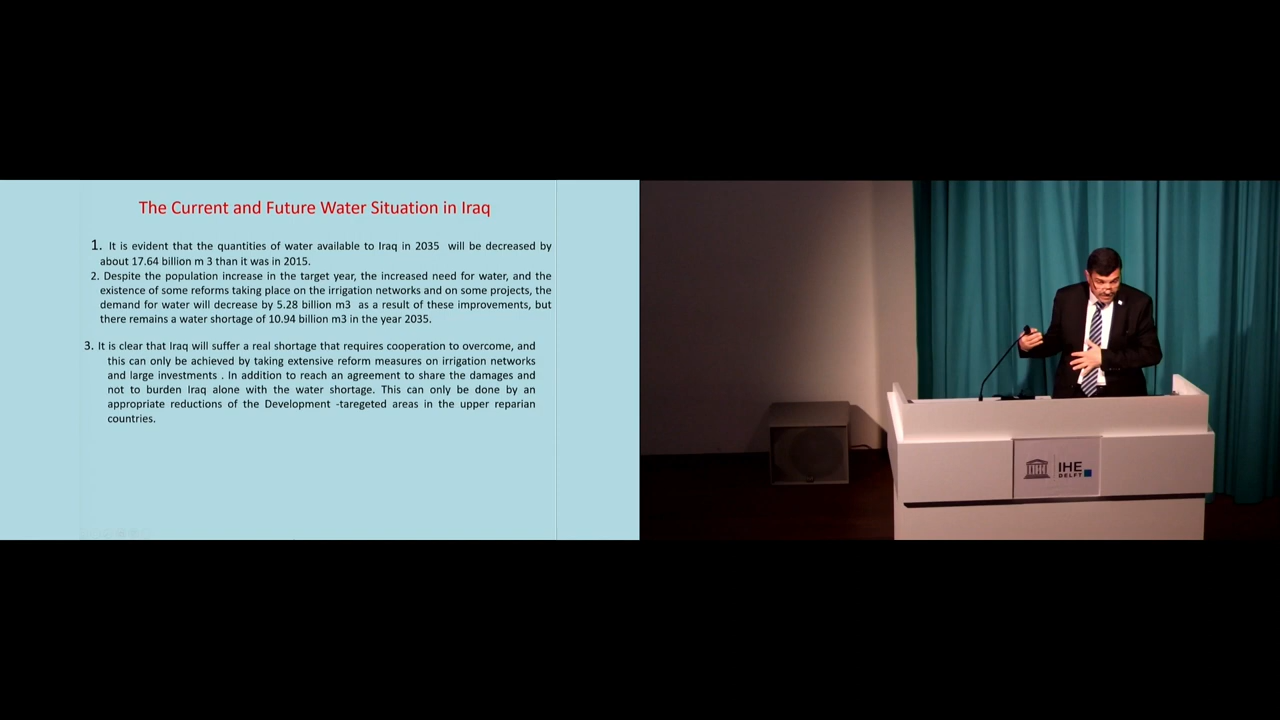 The Current and Future Water Situation in Iraq
1. It is evident that the quantities of water available to Iraq in 2035 will be decreased by
about 17.64 billion m 3 than it was in 2015.
2. Despite the population increase in the target year, the increased need for water, and the
existence of some reforms taking place on the irrigation networks and on some projects, the
demand for water will decrease by 5.28 billion m3 as a result of these improvements, but
there remains a water shortage of 10.94 billion m3 in the year 2035.
3. It is clear that Iraq will suffer a real shortage that requires cooperation to overcome, and
this can only be achieved by taking extensive reform measures on irrigation networks
and large investments . In addition to reach an agreement to share the damages and
not to burden Iraq alone with the water shortage. This can only be done by an
appropriate reductions of the Development -taregeted areas in the upper reparian
countries.
IHE
DELFT